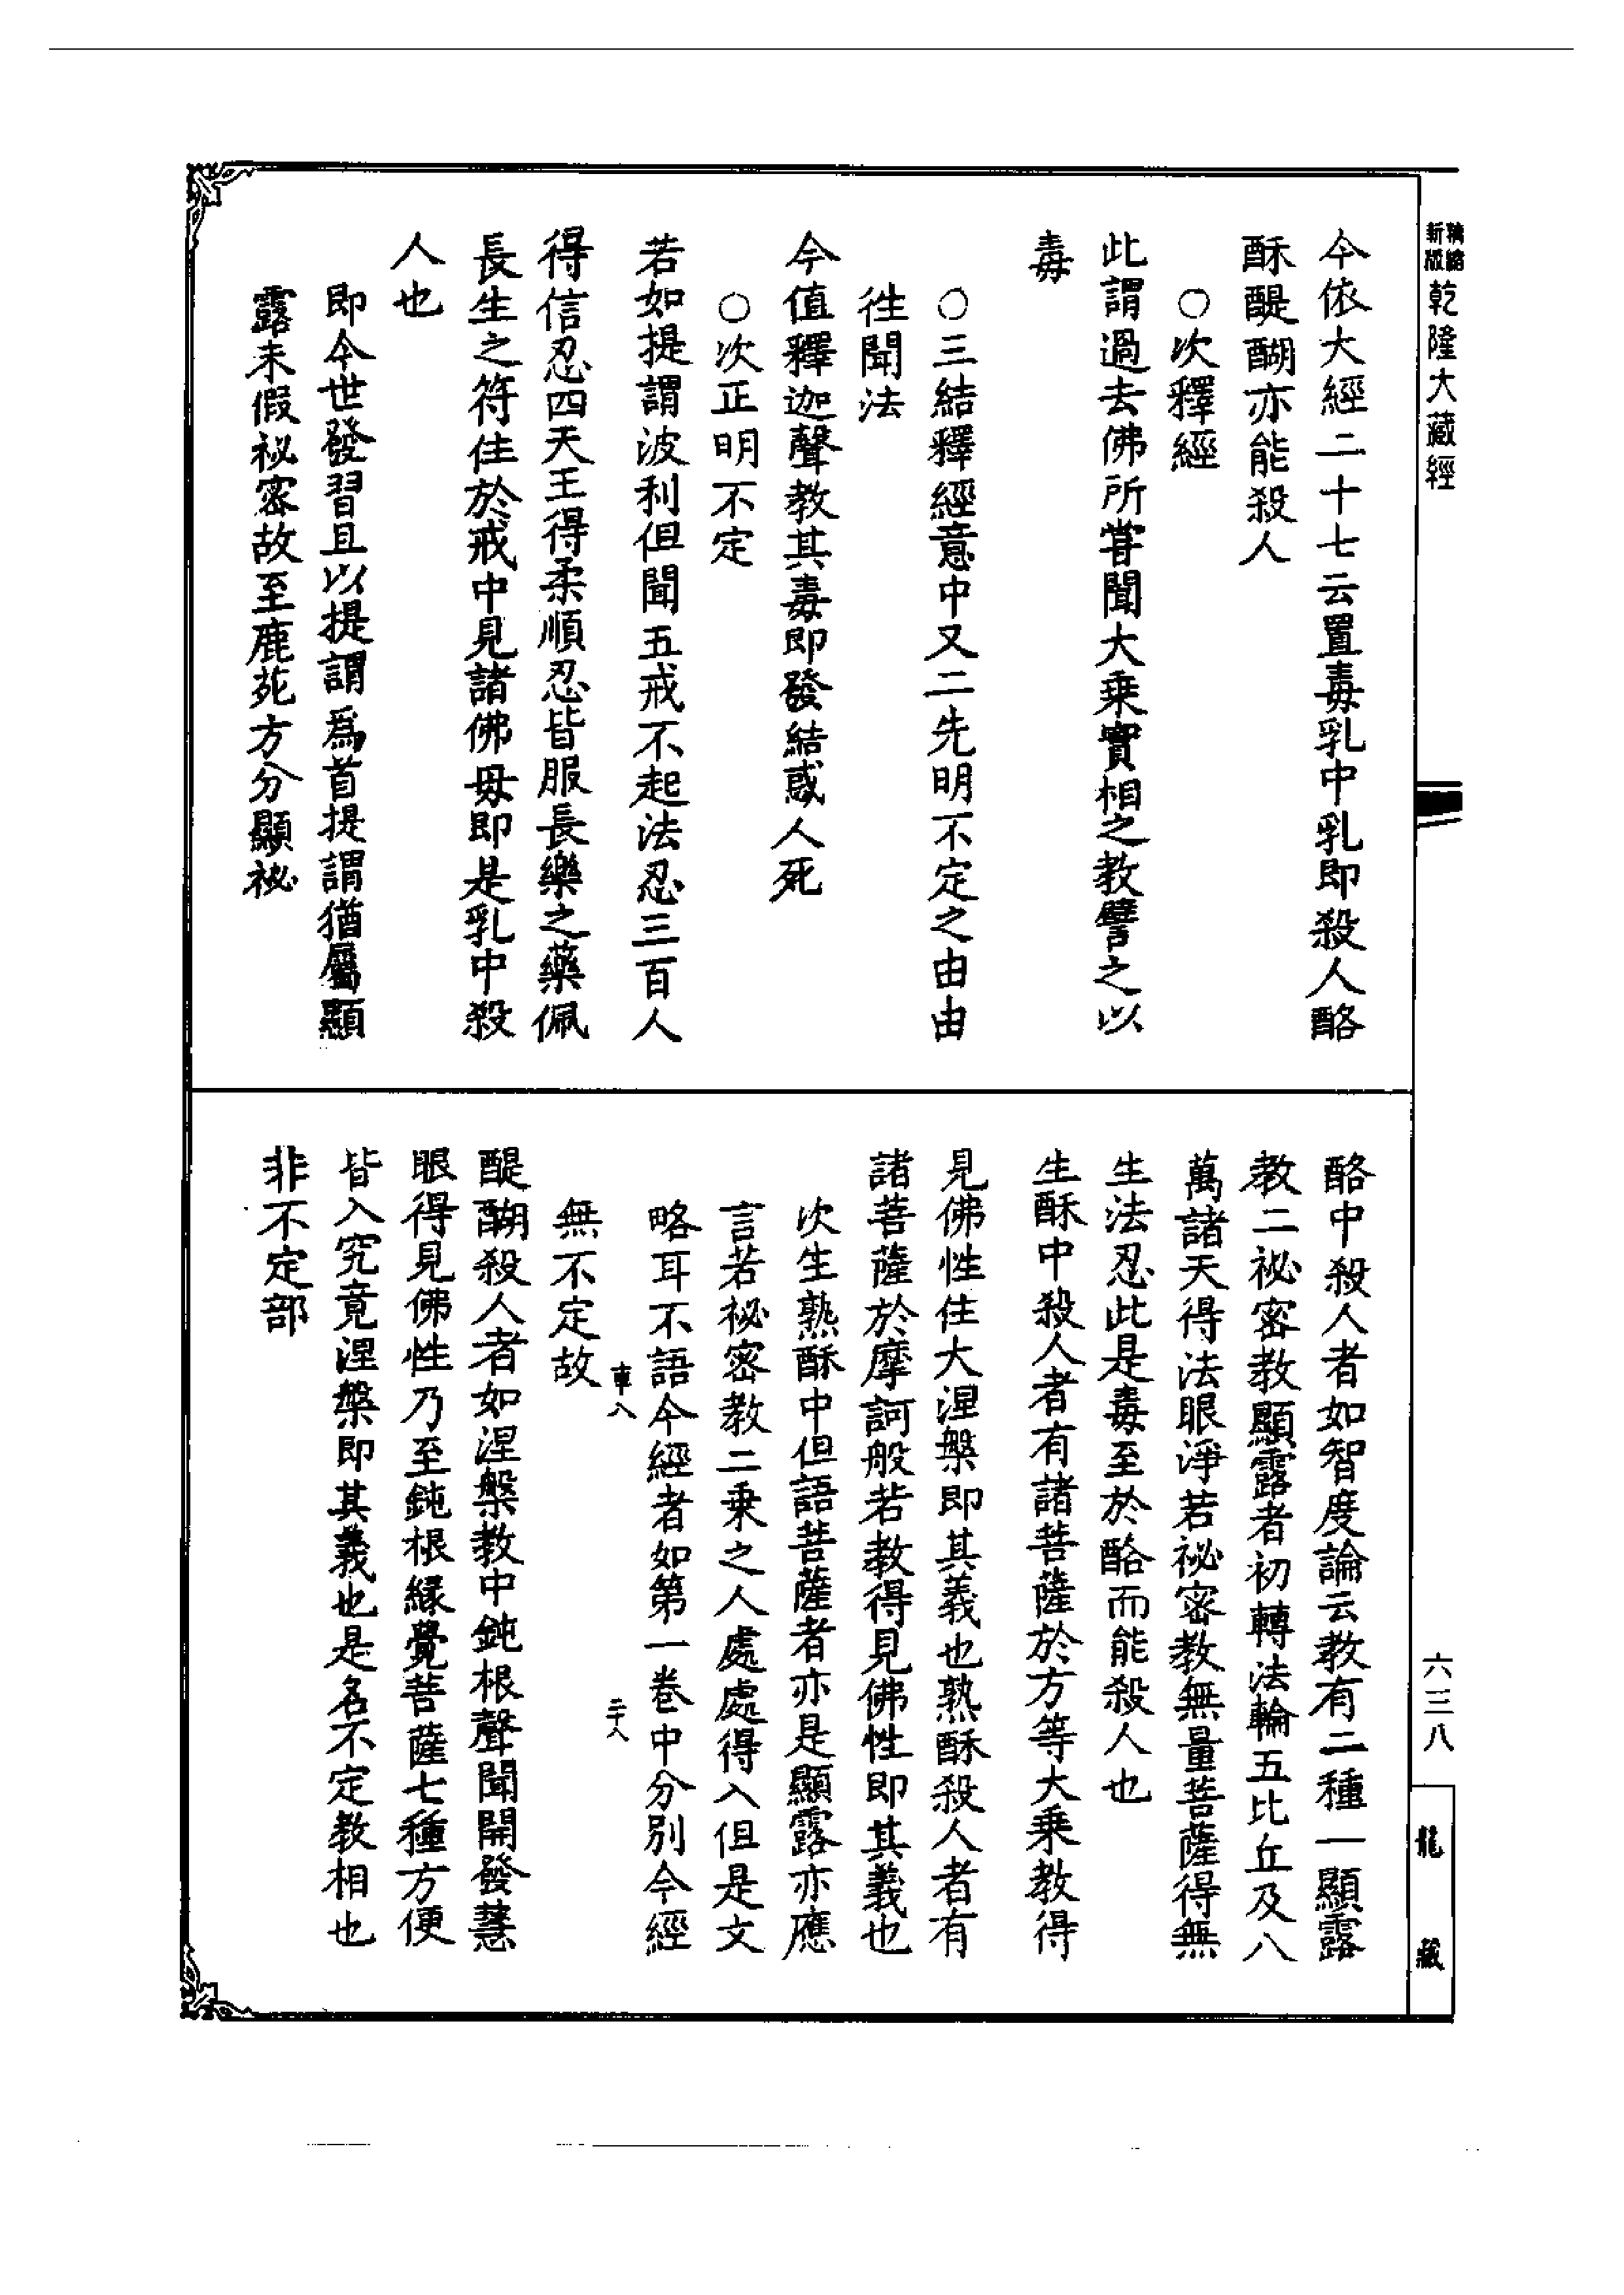 新版精縮乾隆大藏經
今依大經二十七云置毒乳中乳即殺人酪
酥醍醐亦能殺人
○次釋經
此謂過去佛所甞聞大乗實相之教譬之以
毒
○三結釋經意中又二先明不定之由由
徃聞法
今值釋迦聲教其毒即發結惑人死
○次正明不定
若如提謂波利但聞五戒不起法忍三百人
得信忍四天王得柔順忍皆服長樂之藥佩
長生之符住於戒中見諸佛母即是乳中殺
人也
即今世發習且以提謂為首提謂猶屬顯
露未假祕密故至鹿苑方分顯祕
六三八
龍藏
酪中殺人者如智度論云教有二種一顯露
教二祕密教顯露者初轉法輪五比丘及八
萬諸天得法眼淨若祕密教無量菩薩得無
生法忍此是毒至於酪而能殺人也
生酥中殺人者有諸菩薩於方等大乗教得
見佛性住大涅槃即其義也熟酥殺人者有
諸菩薩於摩訶般若教得見佛性即其義也
次生熟酥中但語菩薩者亦是顯露亦應
言若祕密教二乗之人處處得入但是文
略耳不語今經者如第一巻中分別今經
車八
二十八
無不定故
醍醐殺人者如涅槃教中鈍根聲聞開發慧
眼得見佛性乃至鈍根緣覺菩薩七種方便
皆入究竟涅槃即其義也是名不定教相也
非不定部